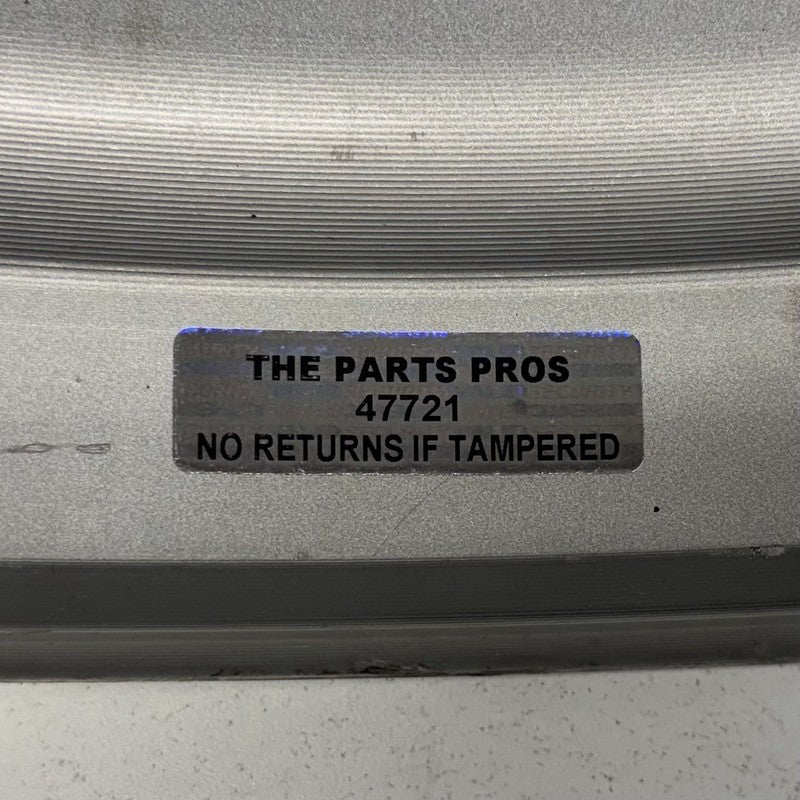 THE PARTS PROS
47721
NO RETURNS IF TAMPERED